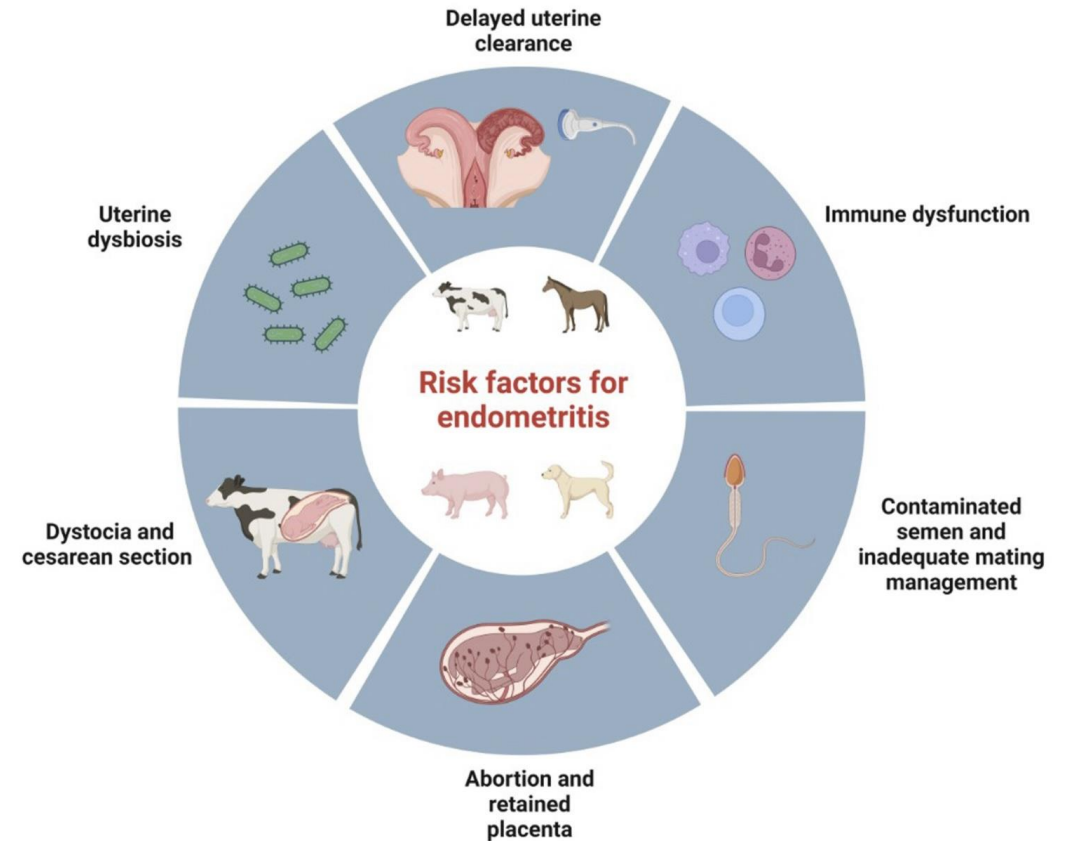 Delayed uterine
clearance
Uterine
dysbiosis
Immune dysfunction
Risk factors for
endometritis
Dystocia and
cesarean section
Contaminated
semen and
inadequate mating
management
Abortion and
retained
placenta